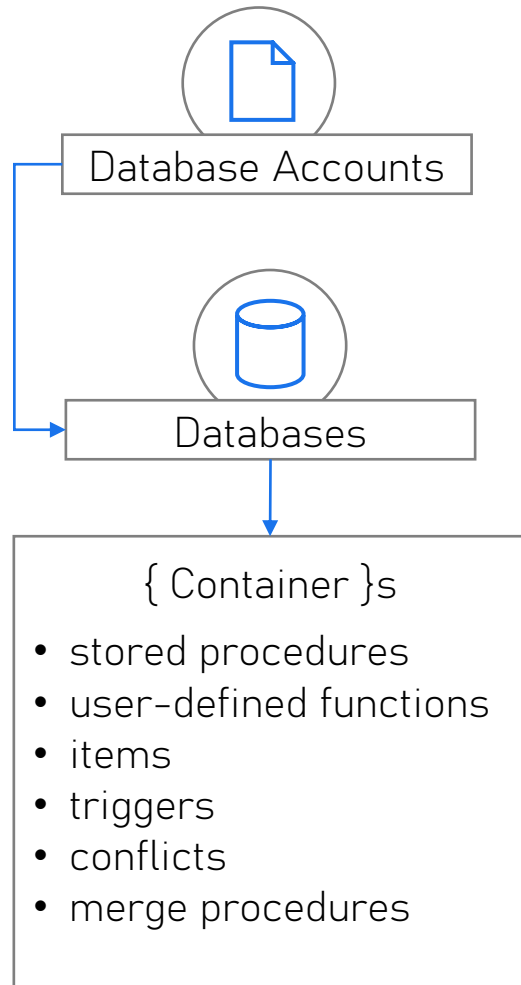 Database Accounts
Databases
{ Container }s
• stored procedures
• user-defined functions
• items
• triggers
• conflicts
• merge procedures